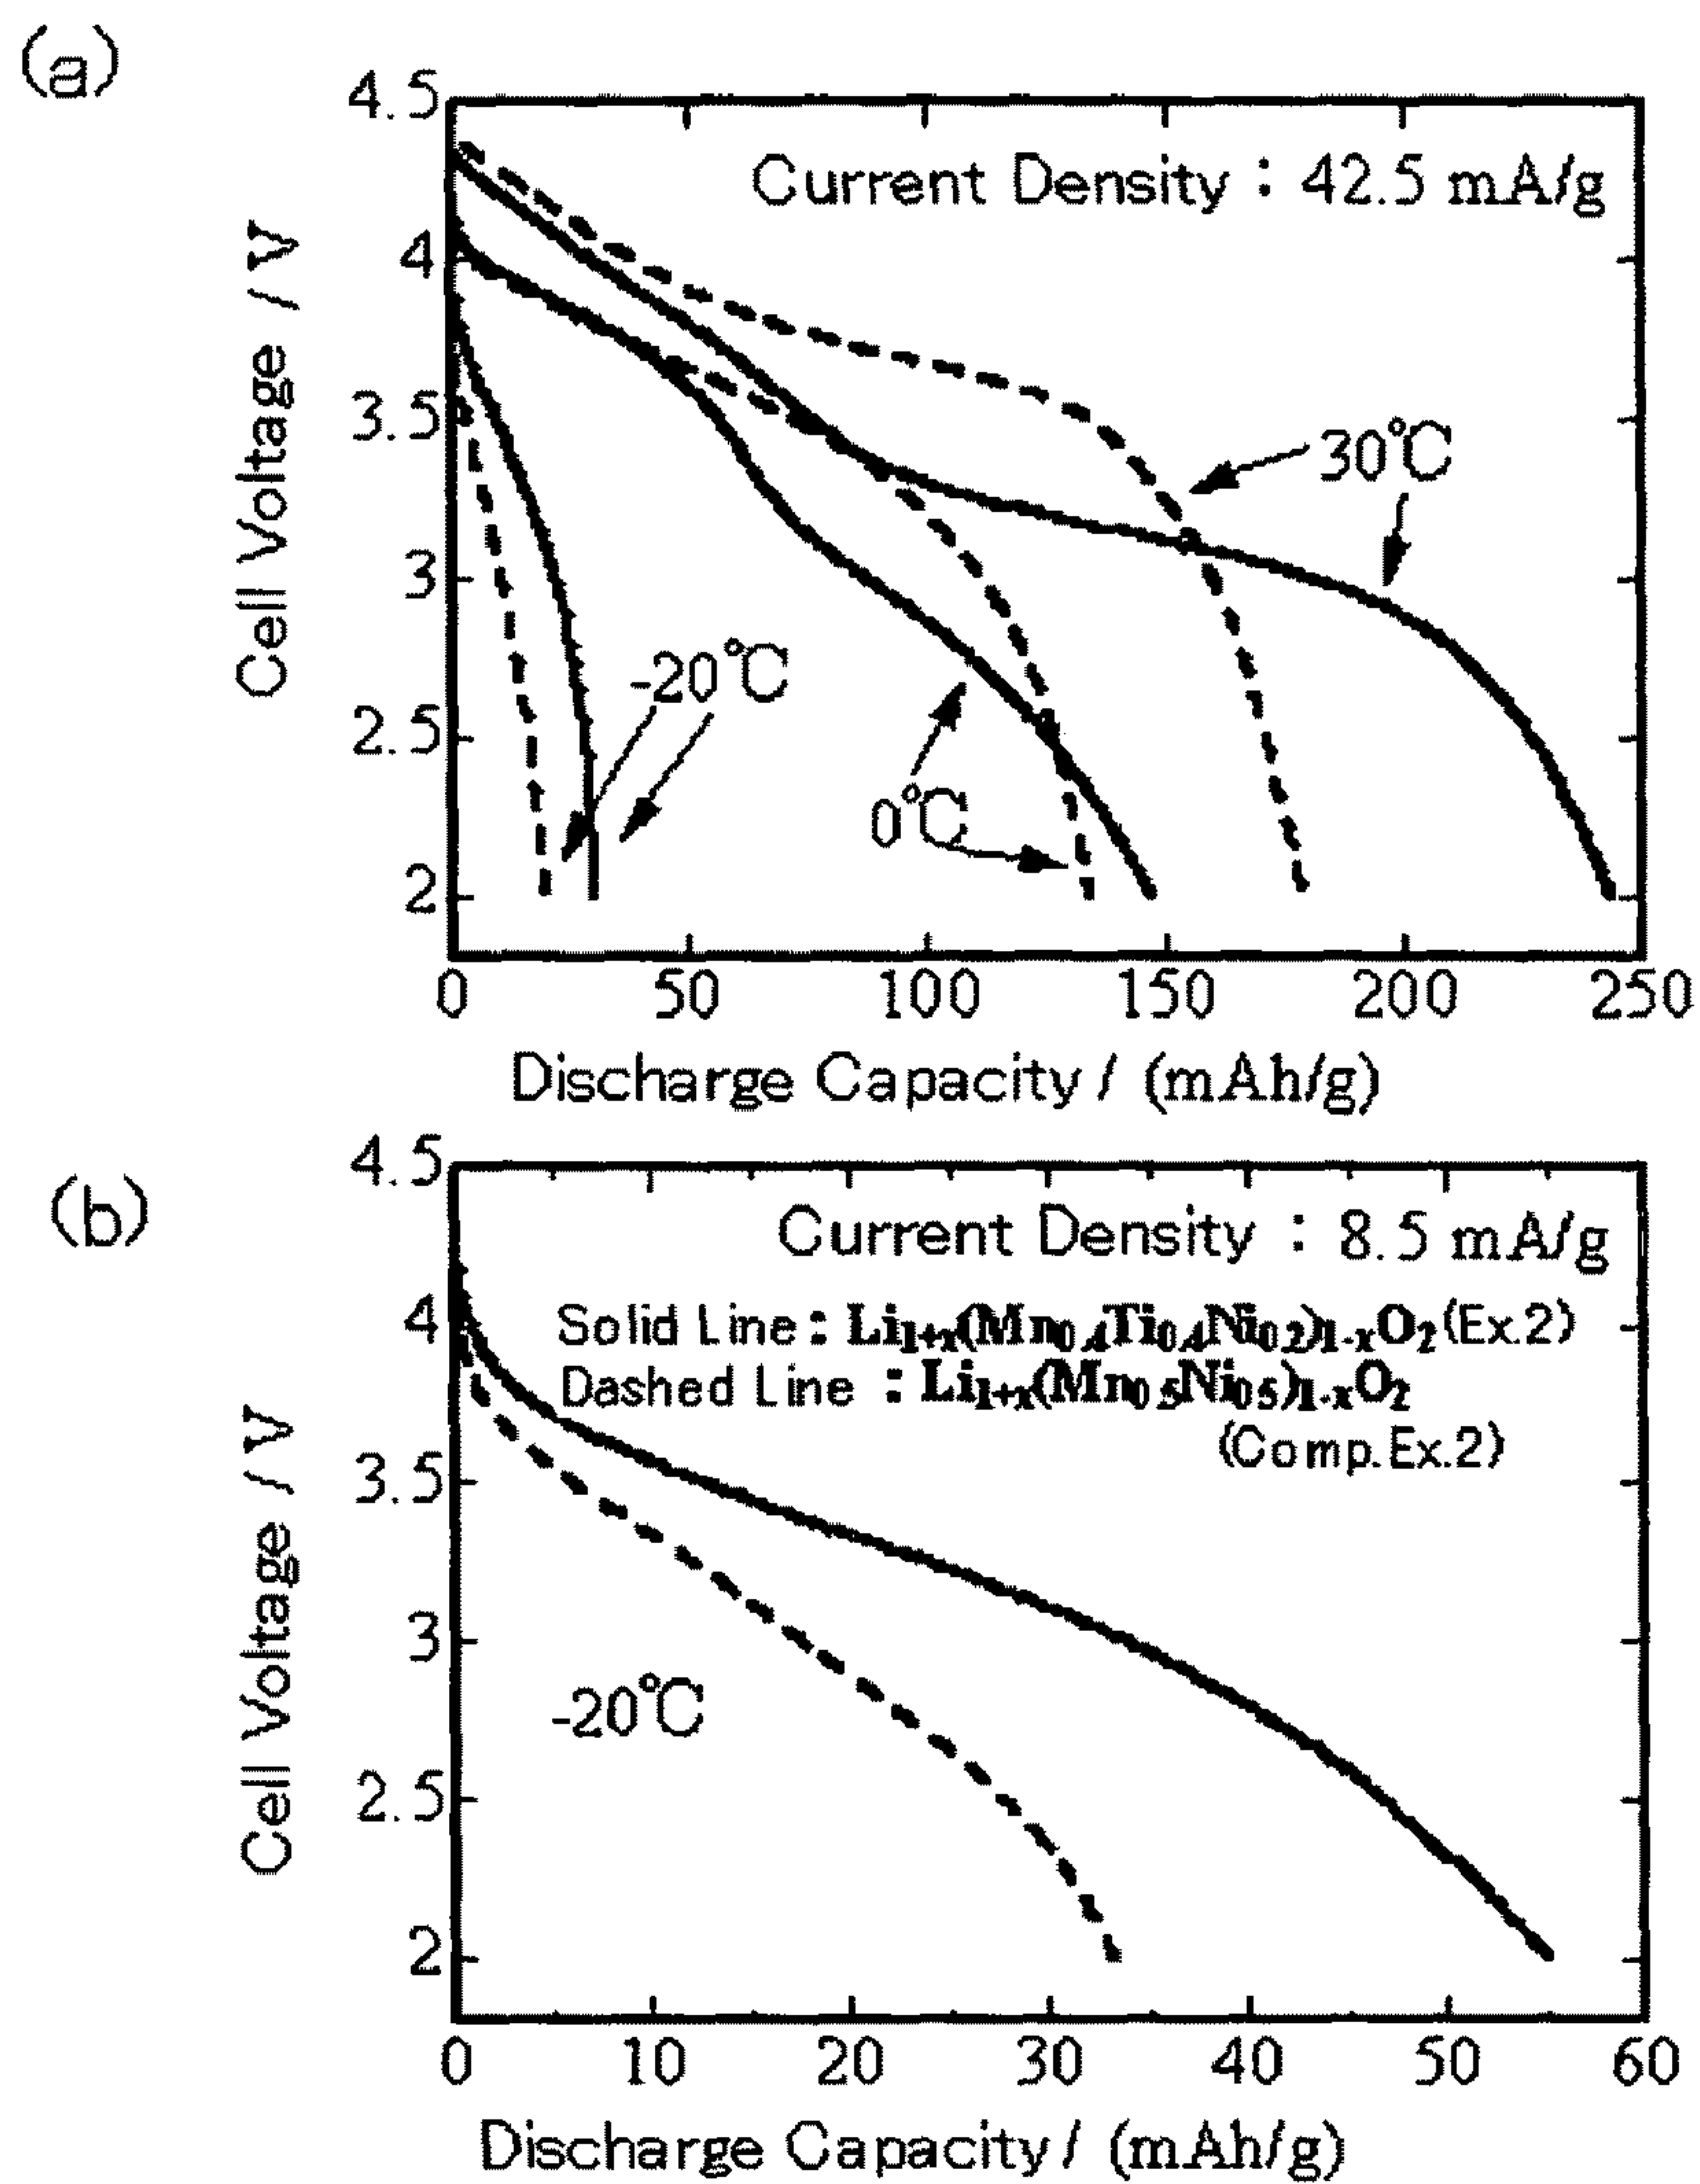 (a)
4.5
4
3.5
3
2.5
2
Cell Voltage / V
Current Density : 42.5 mA/g
30°C
-20°C
0°C
0 50 100 150 200 250
Discharge Capacity / (mAh/g)
(b)
4.5
4
3.5
3
2.5
2
Cell Voltage / V
Current Density : 8.5 mA/g
Solid Line : Li1+x(Mn0.4Ti0.4Ni0.2)1-xO2 (Ex.2)
Dashed Line : Li1+x(Mn0.5Ni0.5)1-xO2
(Comp.Ex.2)
-20°C
0 10 20 30 40 50 60
Discharge Capacity / (mAh/g)